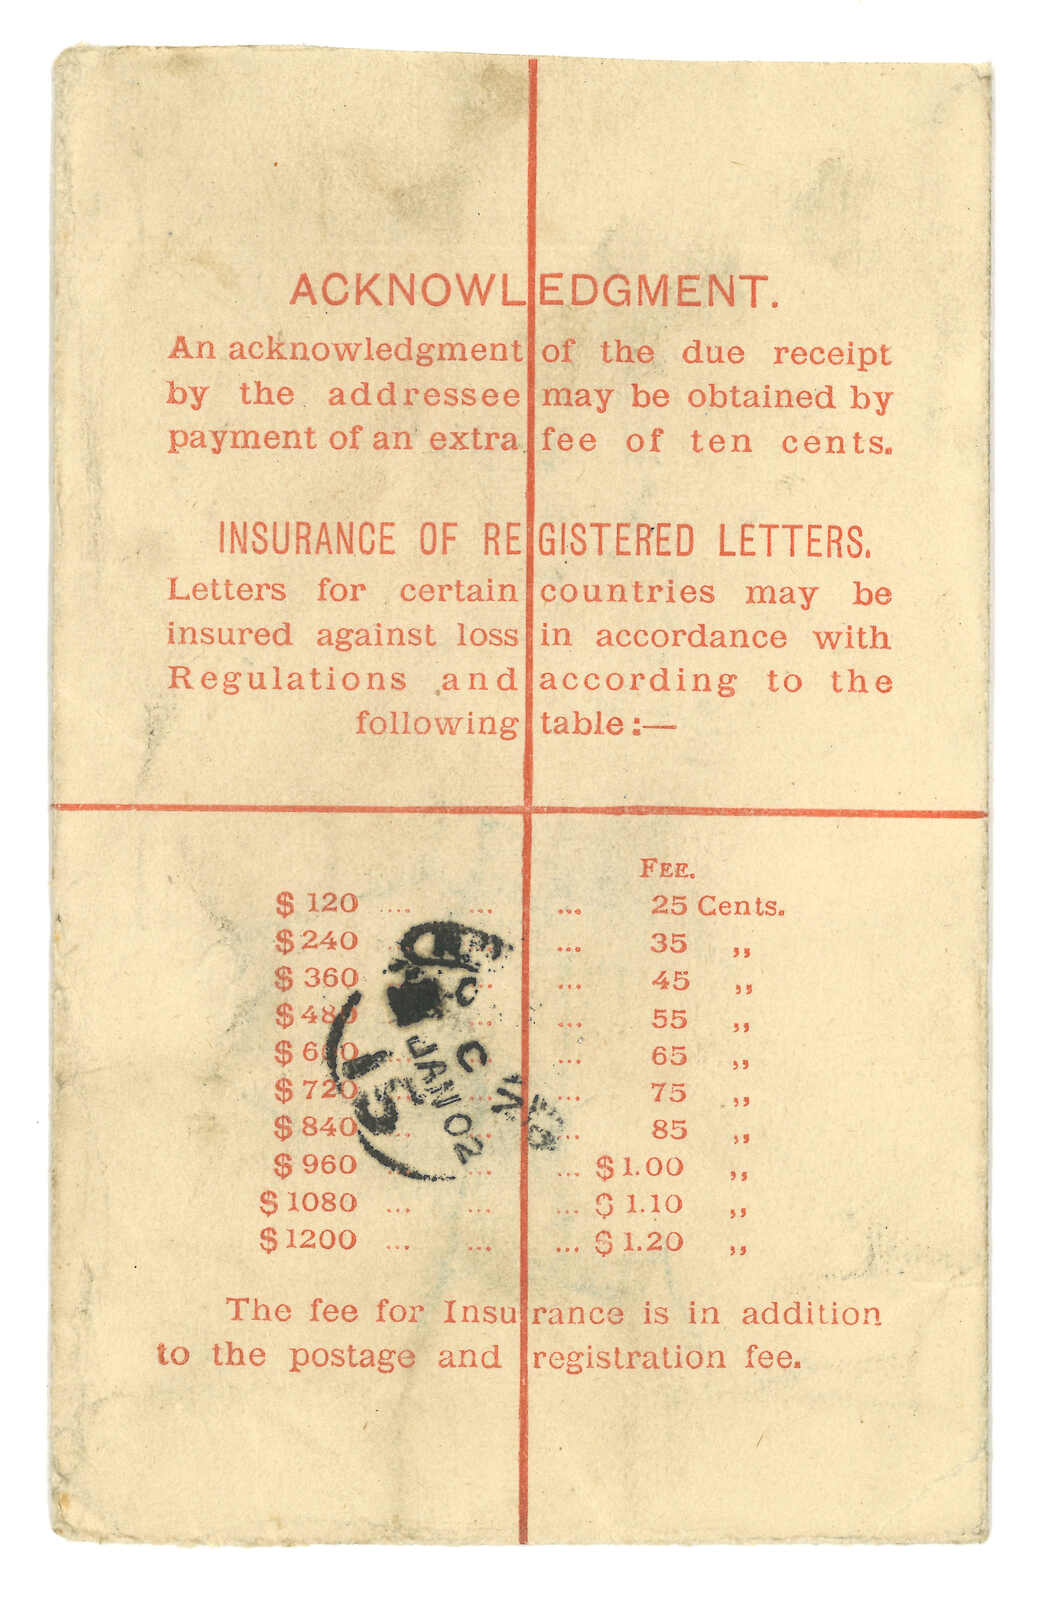 ACKNOWLEDGMENT.
An acknowledgment of the due receipt
by the addressee may be obtained by
payment of an extra fee of ten cents.
INSURANCE OF REGISTERED LETTERS.
Letters for certain countries may be
insured against loss in accordance with
Regulations and according to the
following table:—
FEE.
$ 120 .... ... ... 25 Cents.
$ 240 ... 35 „
$ 360 ... ... 45 „
$ 480 ... ... 55 „
$ 600 ... 65 „
$ 720 ... ... 75 „
$ 840 ... ... ... 85 „
$ 960 ... ... ... $ 1.00 „
$ 1080 ... ... ... $ 1.10 „
$ 1200 ... ... ... $ 1.20 „
The fee for Insurance is in addition
to the postage and registration fee.
C
JAN 02
15